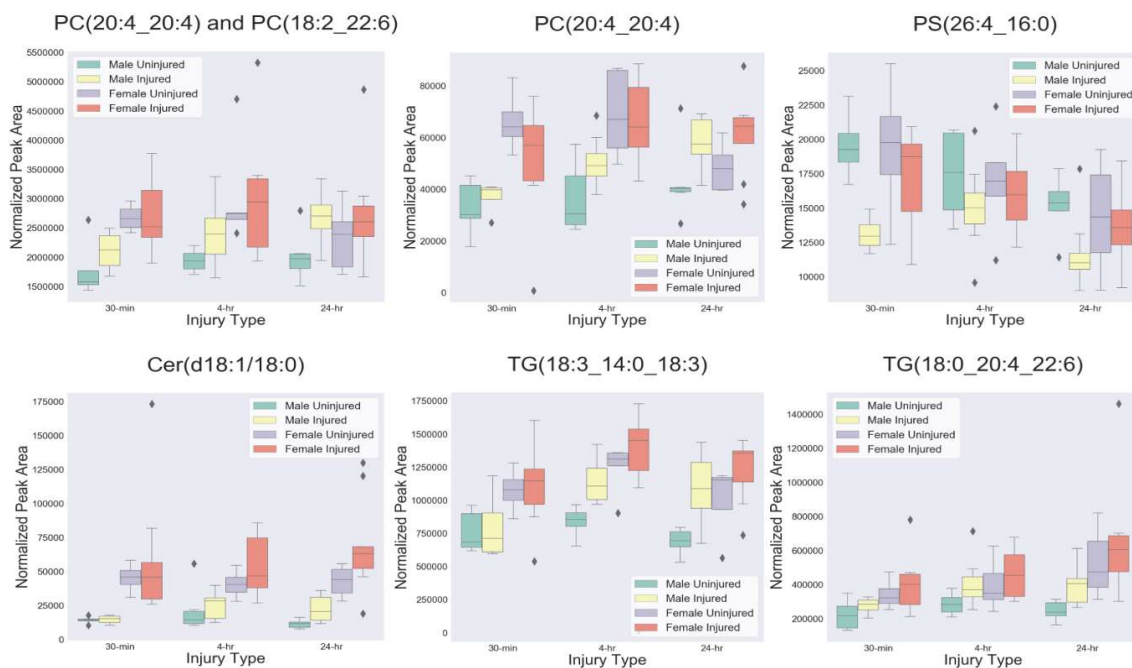 PC(20:4_20:4) and PC(18:2_22:6)
Normalized Peak Area
5500000
5000000
4500000
4000000
3500000
3000000
2500000
2000000
1500000
Male Uninjured
Male Injured
Female Uninjured
Female Injured
30-min 4-hr 24-hr
Injury Type
PC(20:4_20:4)
Normalized Peak Area
80000
60000
40000
20000
0
Male Uninjured
Male Injured
Female Uninjured
Female Injured
30-min 4-hr 24-hr
Injury Type
PS(26:4_16:0)
Normalized Peak Area
25000
22500
20000
17500
15000
12500
10000
Male Uninjured
Male Injured
Female Uninjured
Female Injured
30-min 4-hr 24-hr
Injury Type
Cer(d18:1/18:0)
Normalized Peak Area
175000
150000
125000
100000
75000
50000
25000
0
Male Uninjured
Male Injured
Female Uninjured
Female Injured
30-min 4-hr 24-hr
Injury Type
TG(18:3_14:0_18:3)
Normalized Peak Area
1750000
1500000
1250000
1000000
750000
500000
250000
0
Male Uninjured
Male Injured
Female Uninjured
Female Injured
30-min 4-hr 24-hr
Injury Type
TG(18:0_20:4_22:6)
Normalized Peak Area
1400000
1200000
1000000
800000
600000
400000
200000
Male Uninjured
Male Injured
Female Uninjured
Female Injured
30-min 4-hr 24-hr
Injury Type